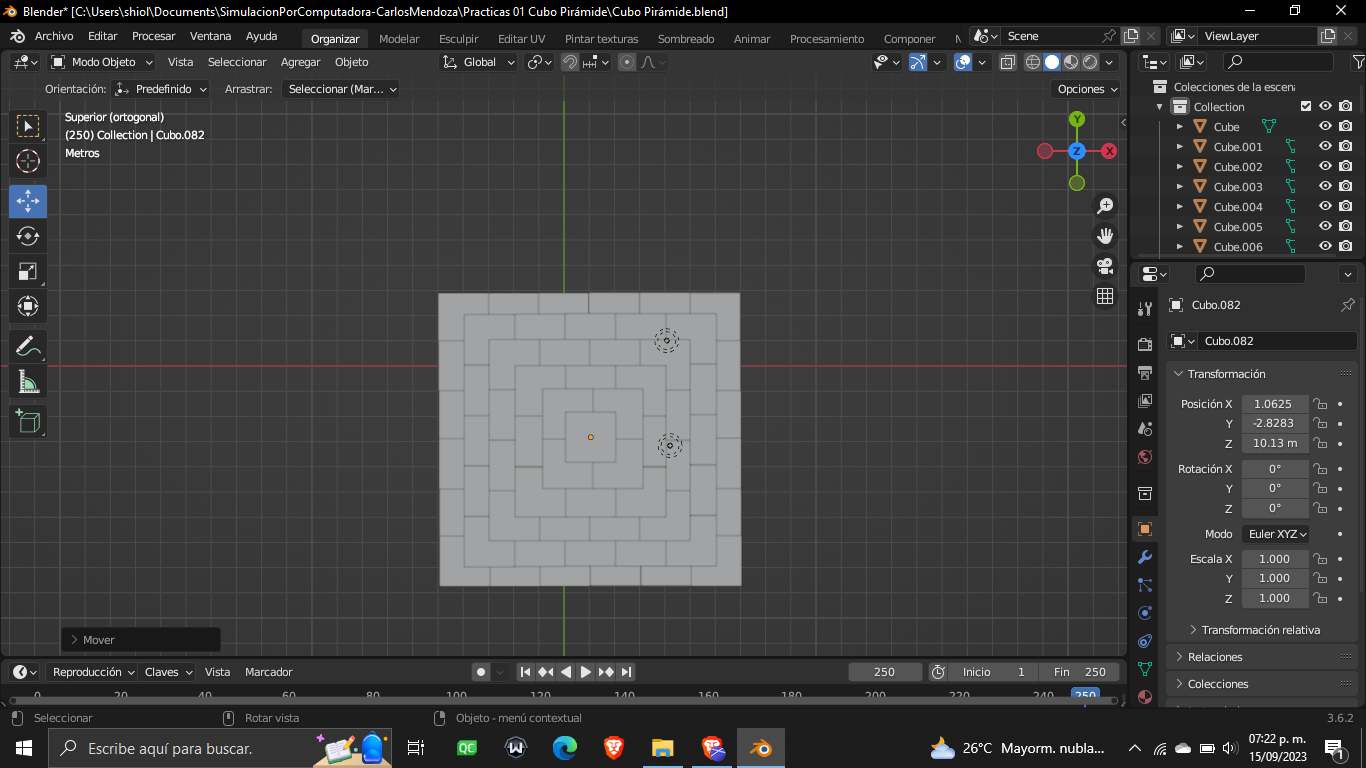 Blender* [C:\Users\shiol\Documents\SimulacionPorComputadora-CarlosMendoza\Practicas 01 Cubo Pirámide\Cubo Pirámide.blend]
Archivo Editar Procesar Ventana Ayuda Organizar Modelar Esculpir Editar UV Pintar texturas Sombreado Animar Procesamiento Componer Scene ViewLayer
Modo Objeto Vista Seleccionar Agregar Objeto Global
Orientación: Predefinido Arrastrar: Seleccionar (Mar... Opciones
Superior (ortogonal)
(250) Collection | Cubo.082
Metros
Y
Z
X
Mover
Colecciones de la escena
Collection
Cube
Cube.001
Cube.002
Cube.003
Cube.004
Cube.005
Cube.006
Cubo.082
Cubo.082
Transformación
Posición X 1.0625
Y -2.8283
Z 10.13 m
Rotación X 0°
Y 0°
Z 0°
Modo Euler XYZ
Escala X 1.000
Y 1.000
Z 1.000
Transformación relativa
Relaciones
Colecciones
Reproducción Claves Vista Marcador 250 Inicio 1 Fin 250
0 20 40 60 80 100 120 140 160 180 200 220 240 250
Seleccionar Rotar vista Objeto - menú contextual 3.6.2
Escribe aquí para buscar. QC 26°C Mayorm. nubla... 07:22 p. m.
15/09/2023 1